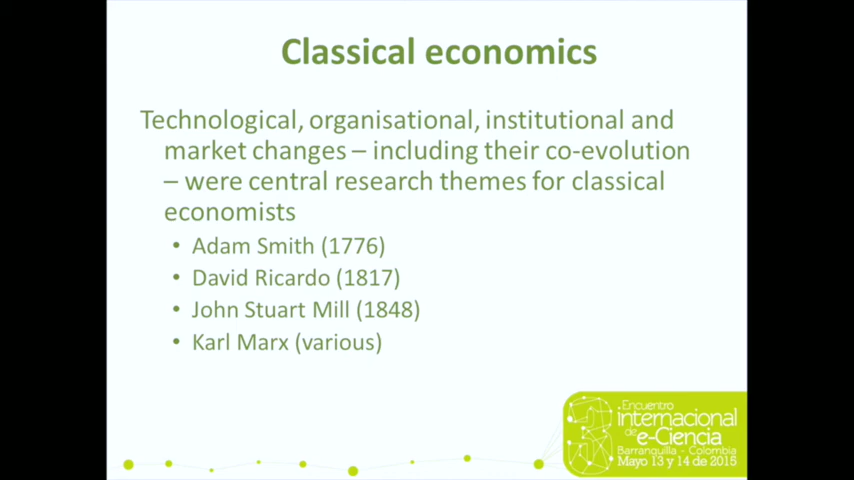 Classical economics
Technological, organisational, institutional and
market changes – including their co-evolution
– were central research themes for classical
economists
• Adam Smith (1776)
• David Ricardo (1817)
• John Stuart Mill (1848)
• Karl Marx (various)
3
Encuentro
internacional
de e-Ciencia
Barranquilla - Colombia
Mayo 13 y 14 de 2015